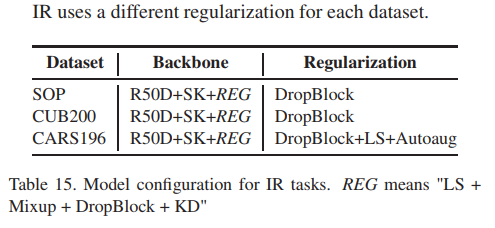 IR uses a different regularization for each dataset.
Dataset Backbone Regularization
SOP R50D+SK+REG DropBlock
CUB200 R50D+SK+REG DropBlock
CARS196 R50D+SK+REG DropBlock+LS+Autoaug
Table 15. Model configuration for IR tasks. REG means "LS +
Mixup + DropBlock + KD"